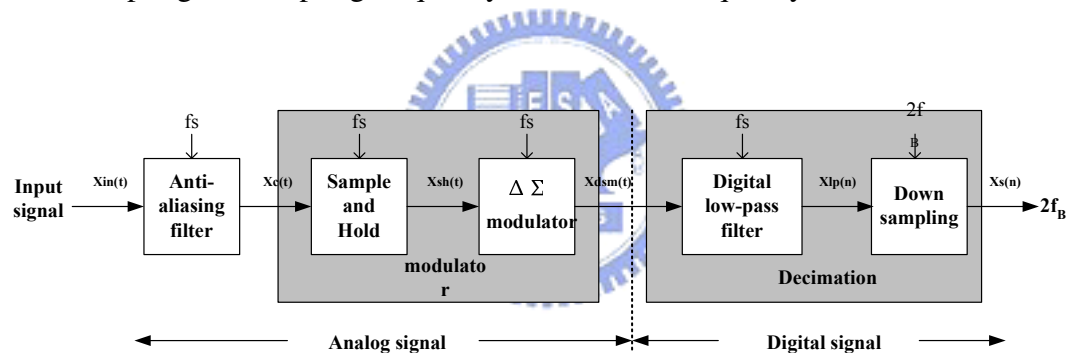 fs
fs
fs
fs
2f
B
Input
signal
Xin(t)
Anti-
aliasing
filter
Xc(t)
Sample
and
Hold
Xsh(t)
Δ Σ
modulator
Xdsm(t)
Digital
low-pass
filter
Xlp(n)
Down
sampling
Xs(n)
2fB
modulato
r
Decimation
Analog signal
Digital signal